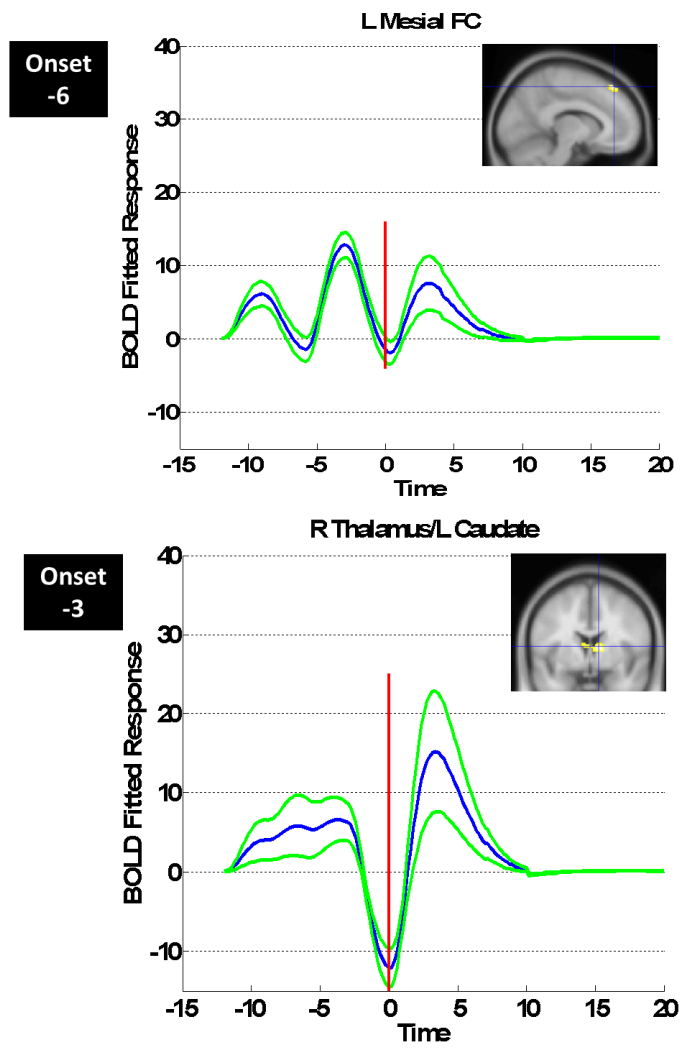 L Mesial FC
Onset
-6
BOLD Fitted Response
40
30
20
10
0
-10
-15 -10 -5 0 5 10 15 20
Time
R Thalamus/L Caudate
Onset
-3
BOLD Fitted Response
40
30
20
10
0
-10
-15 -10 -5 0 5 10 15 20
Time